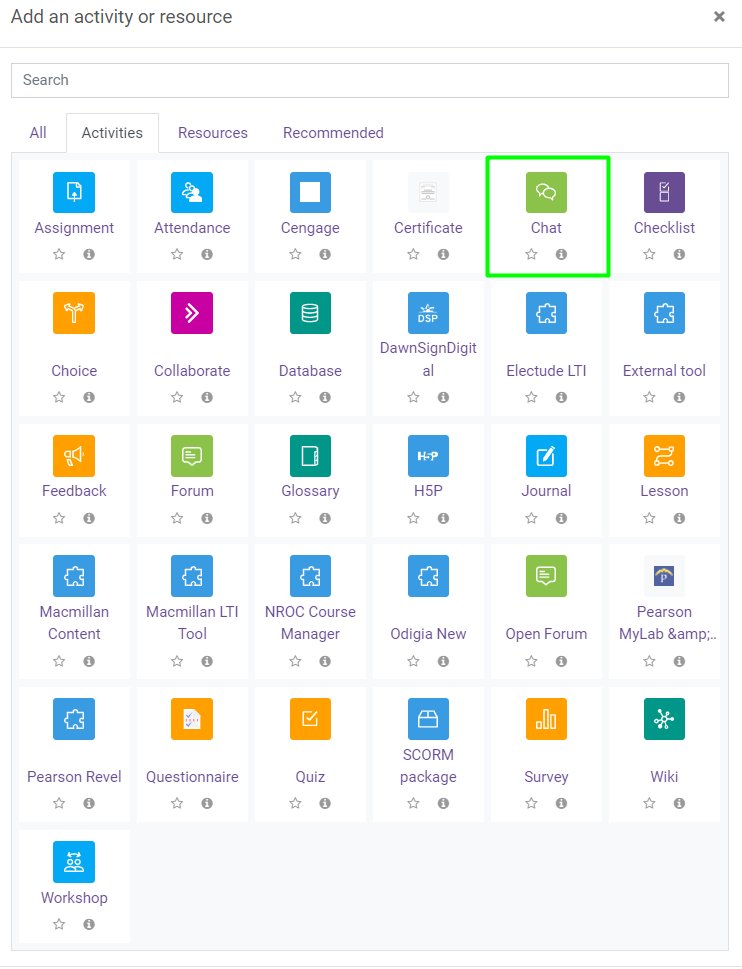 Add an activity or resource
Search
All Activities Resources Recommended
Assignment Attendance Cengage Certificate Chat Checklist
DSP
Choice Collaborate Database DawnSignDigit
al Electude LTI External tool
H5P
Feedback Forum Glossary H5P Journal Lesson
P
Macmillan
Content Macmillan LTI
Tool NROC Course
Manager Odigia New Open Forum Pearson
MyLab &amp;..
Pearson Revel Questionnaire Quiz SCORM
package Survey Wiki
Workshop